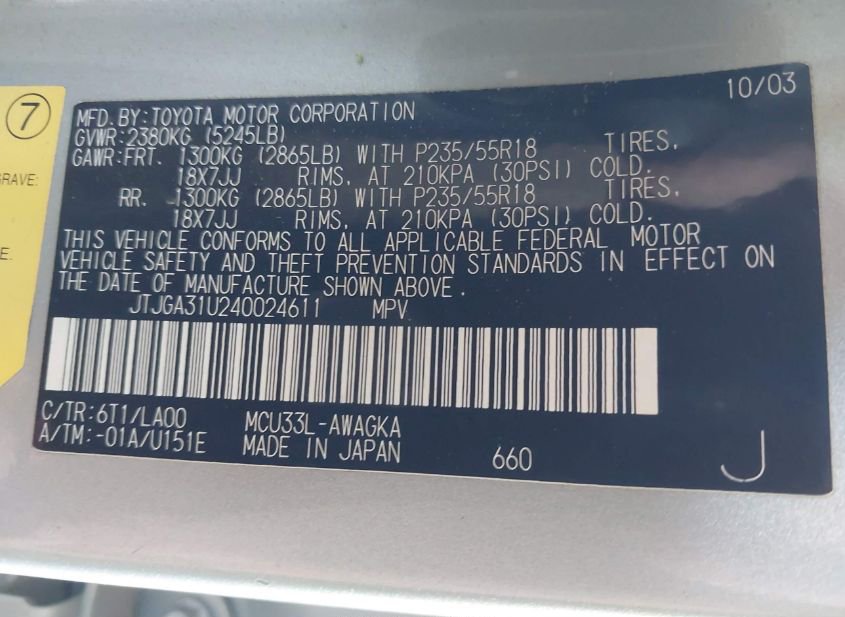 10/03
7
MFD. BY: TOYOTA MOTOR CORPORATION
GVWR: 2380KG (5245LB)
GAWR: FRT. 1300KG (2865LB) WITH P235/55R18 TIRES,
18X7JJ RIMS, AT 210KPA (30PSI) COLD.
RR. 1300KG (2865LB) WITH P235/55R18 TIRES,
18X7JJ RIMS, AT 210KPA (30PSI) COLD.
THIS VEHICLE CONFORMS TO ALL APPLICABLE FEDERAL MOTOR
VEHICLE SAFETY AND THEFT PREVENTION STANDARDS IN EFFECT ON
THE DATE OF MANUFACTURE SHOWN ABOVE.
JTJGA31U240024611 MPV
C/TR: 6T1/LA00 MCU33L-AWAGKA
A/TM: -01A/U151E MADE IN JAPAN 660 J